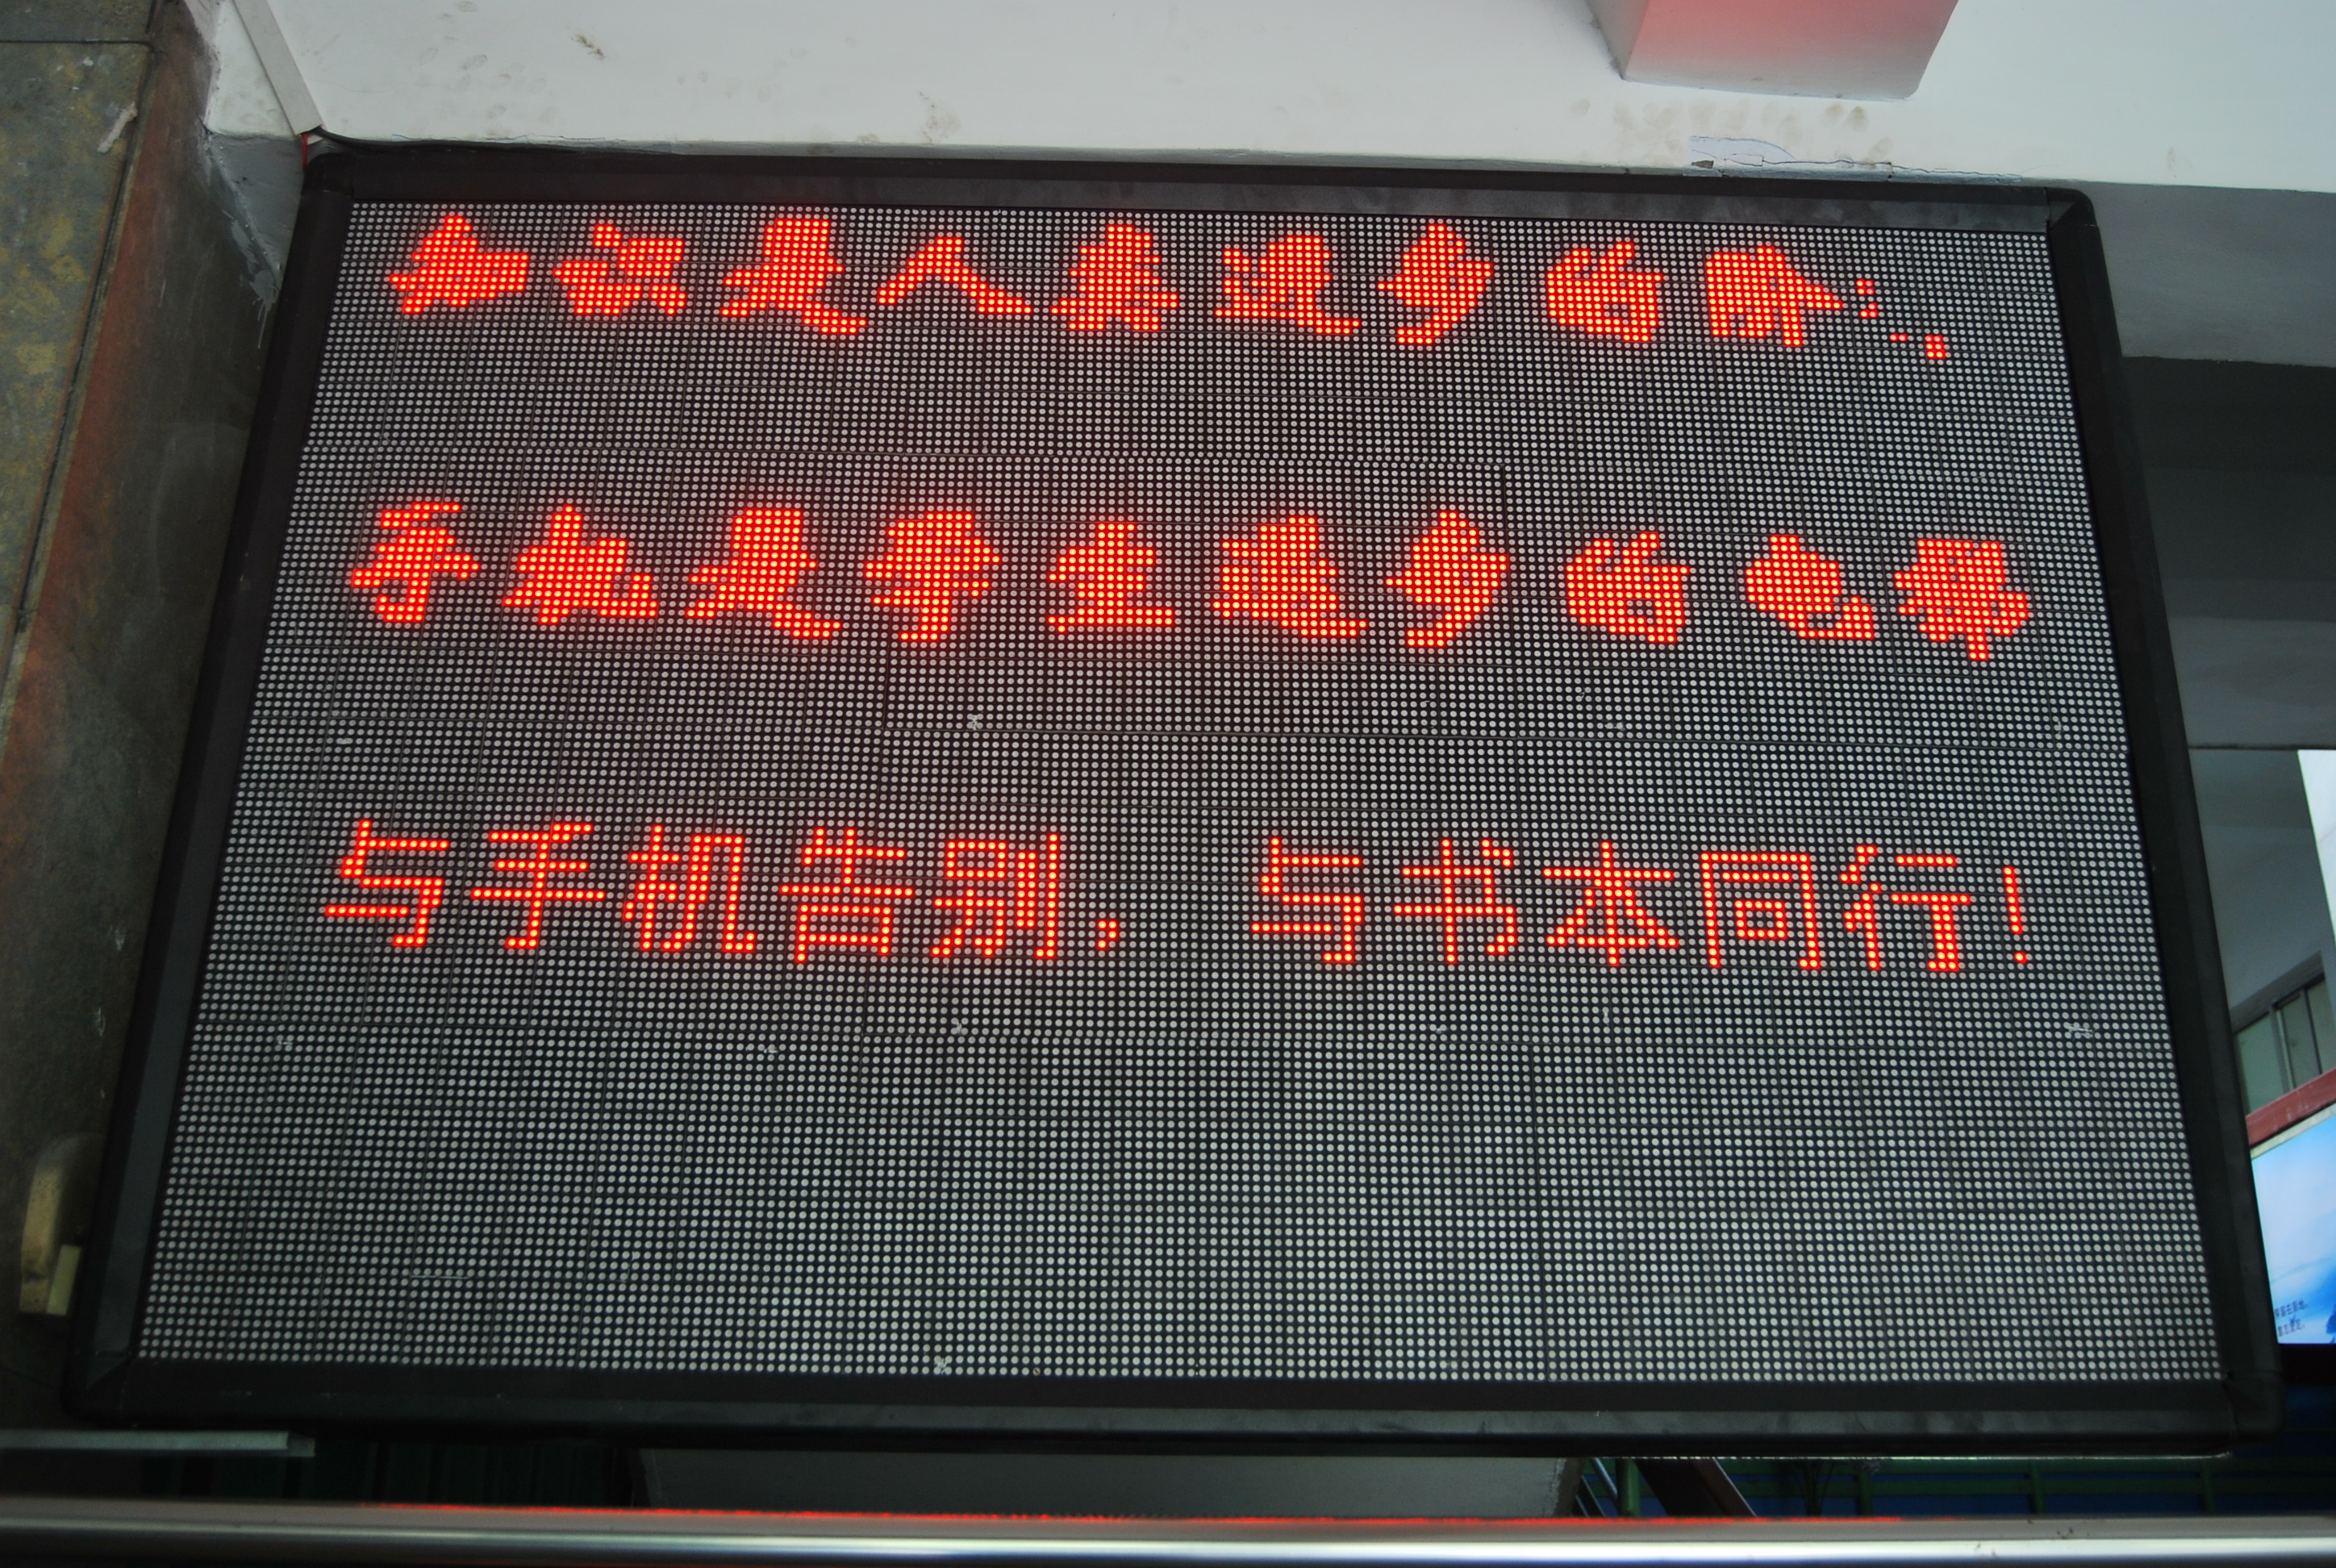 知识是人类进步的阶
手机是学生退步的电梯
与手机告别，与书本同行！